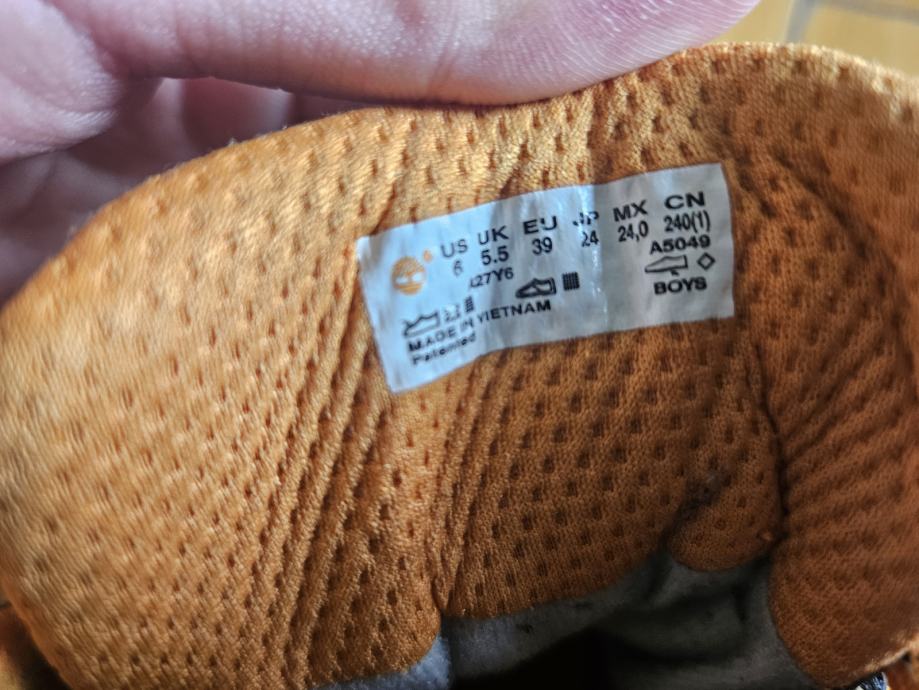 US UK EU JP MX CN
6 5.5 39 24 24,0 240(1)
A27Y6 A5049
BOYS
MADE IN VIETNAM
Patented